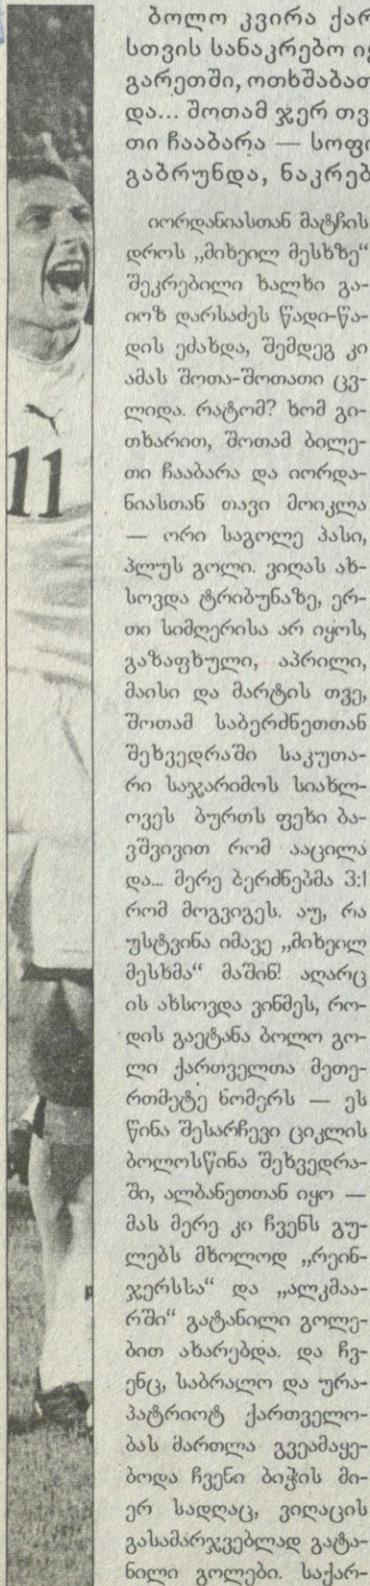 ბოლო კვირა ქარ
სთვის სანაკრებო იყ
გარეთში, ოთხშაბათ
და... შოთამ ჯერ თვ
თი ჩააბარა — სოფი
გაბრუნდა, ნაკრებ
იორდანიასთან მატჩის
დროს „მიხეილ მესხზე“
შეკრებილი ხალხი გა-
იოზ დარსაძეს წადი-წა-
დის ეძახდა, შემდეგ კი
ამას შოთა-შოთათი ცვ-
ლიდა. რატომ? ხომ გი-
თხარით, შოთამ ბილე-
თი ჩააბარა და იორდა-
ნიასთან თავი მოიკლა
— ორი საგოლე პასი,
პლუს გოლი. ვიღას ახ-
სოვდა ტრიბუნაზე, ერ-
თი სიმღერისა არ იყოს,
გაზაფხული, აპრილი,
მაისი და მარტის თვე,
შოთამ საბერძნეთთან
შეხვედრაში საკუთა-
რი საჯარიმოს სიახლ-
ოვეს ბურთს ფეხი ბა-
ვშვივით რომ ააცილა
და... მერე ბერძნებმა 3:1
რომ მოგვიგეს. აუ, რა
უსტვინა იმავე „მიხეილ
მესხმა“ მაშინ! აღარც
ის ახსოვდა ვინმეს, რო-
დის გაეტანა ბოლო გო-
ლი ქართველთა მეთე-
რთმეტე ნომერს — ეს
წინა შესარჩევი ციკლის
ბოლოსწინა შეხვედრა-
ში, ალბანეთთან იყო —
მას მერე კი ჩვენს გუ-
ლებს მხოლოდ „რეინ-
ჯერსსა“ და „ალკმაა-
რში“ გატანილი გოლე-
ბით ახარებდა. და ჩვ-
ენც, საბრალო და ურა-
პატრიოტ ქართველო-
ბას მართლა გვეამაყე-
ბოდა ჩვენი ბიჭის მი-
ერ სადღაც, ვიღაცის
გასამარჯვებლად გატა-
ნილი გოლები. საქარ-
11